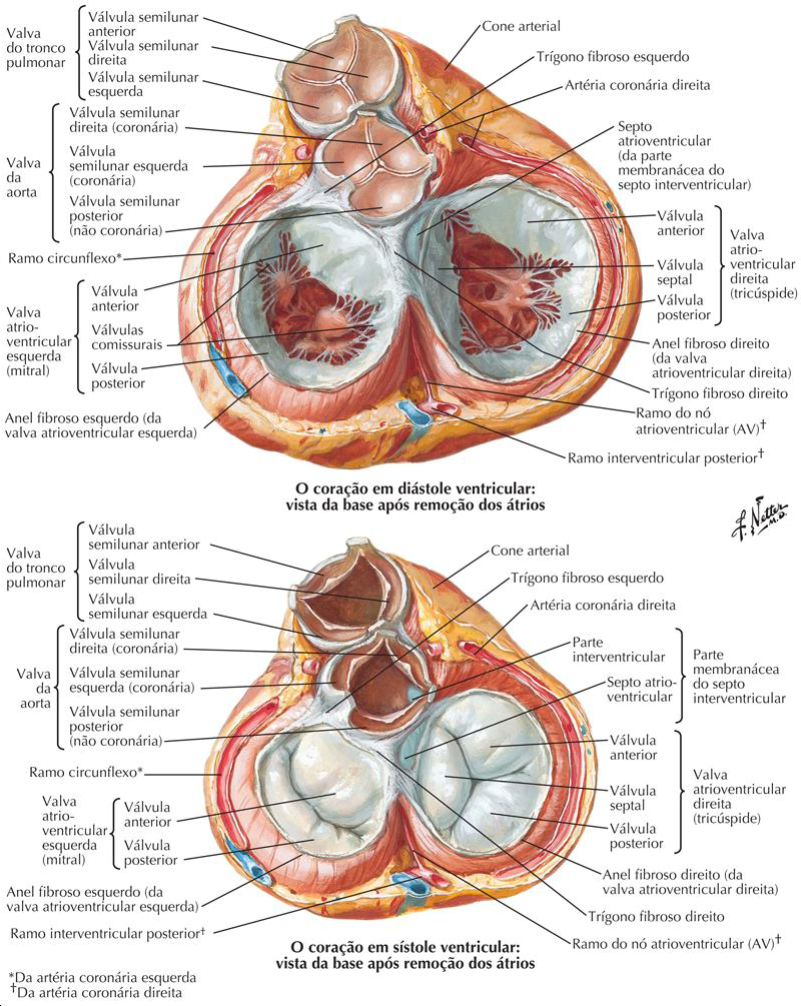 Valva
do tronco
pulmonar
Válvula semilunar
anterior
Válvula semilunar
direita
Válvula semilunar
esquerda
Valva
da
aorta
Válvula semilunar
direita (coronária)
Válvula
semilunar esquerda
(coronária)
Válvula semilunar
posterior
(não coronária)
Ramo circunflexo*
Valva
atrio-
ventricular
esquerda
(mitral)
Válvula
anterior
Válvulas
comissurais
Válvula
posterior
Anel fibroso esquerdo (da
valva atrioventricular esquerda)
Cone arterial
Trígono fibroso esquerdo
Artéria coronária direita
Septo
atrioventricular
(da parte
membranácea do
septo interventricular)
Válvula
anterior
Válvula
septal
Válvula
posterior
Valva
atrio-
ventricular
direita
(tricúspide)
Anel fibroso direito
(da valva
atrioventricular direita)
Trígono fibroso direito
Ramo do nó
atrioventricular (AV)†
Ramo interventricular posterior†
O coração em diástole ventricular:
vista da base após remoção dos átrios
F. Netter
M.D.
Valva
do tronco
pulmonar
Válvula
semilunar anterior
Válvula
semilunar direita
Válvula
semilunar esquerda
Valva
da
aorta
Válvula semilunar
direita (coronária)
Válvula semilunar
esquerda (coronária)
Válvula semilunar
posterior
(não coronária)
Ramo circunflexo*
Valva
atrio-
ventricular
esquerda
(mitral)
Válvula
anterior
Válvula
posterior
Anel fibroso esquerdo (da
valva atrioventricular esquerda)
Ramo interventricular posterior†
Cone arterial
Trígono fibroso esquerdo
Artéria coronária direita
Parte
interventricular
Septo atrio-
ventricular
Parte
membranácea
do septo
interventricular
Válvula
anterior
Válvula
septal
Válvula
posterior
Valva
atrioventricular
direita
(tricúspide)
Anel fibroso direito (da
valva atrioventricular direita)
Trígono fibroso direito
Ramo do nó atrioventricular (AV)†
O coração em sístole ventricular:
vista da base após remoção dos átrios
*Da artéria coronária esquerda
†Da artéria coronária direita